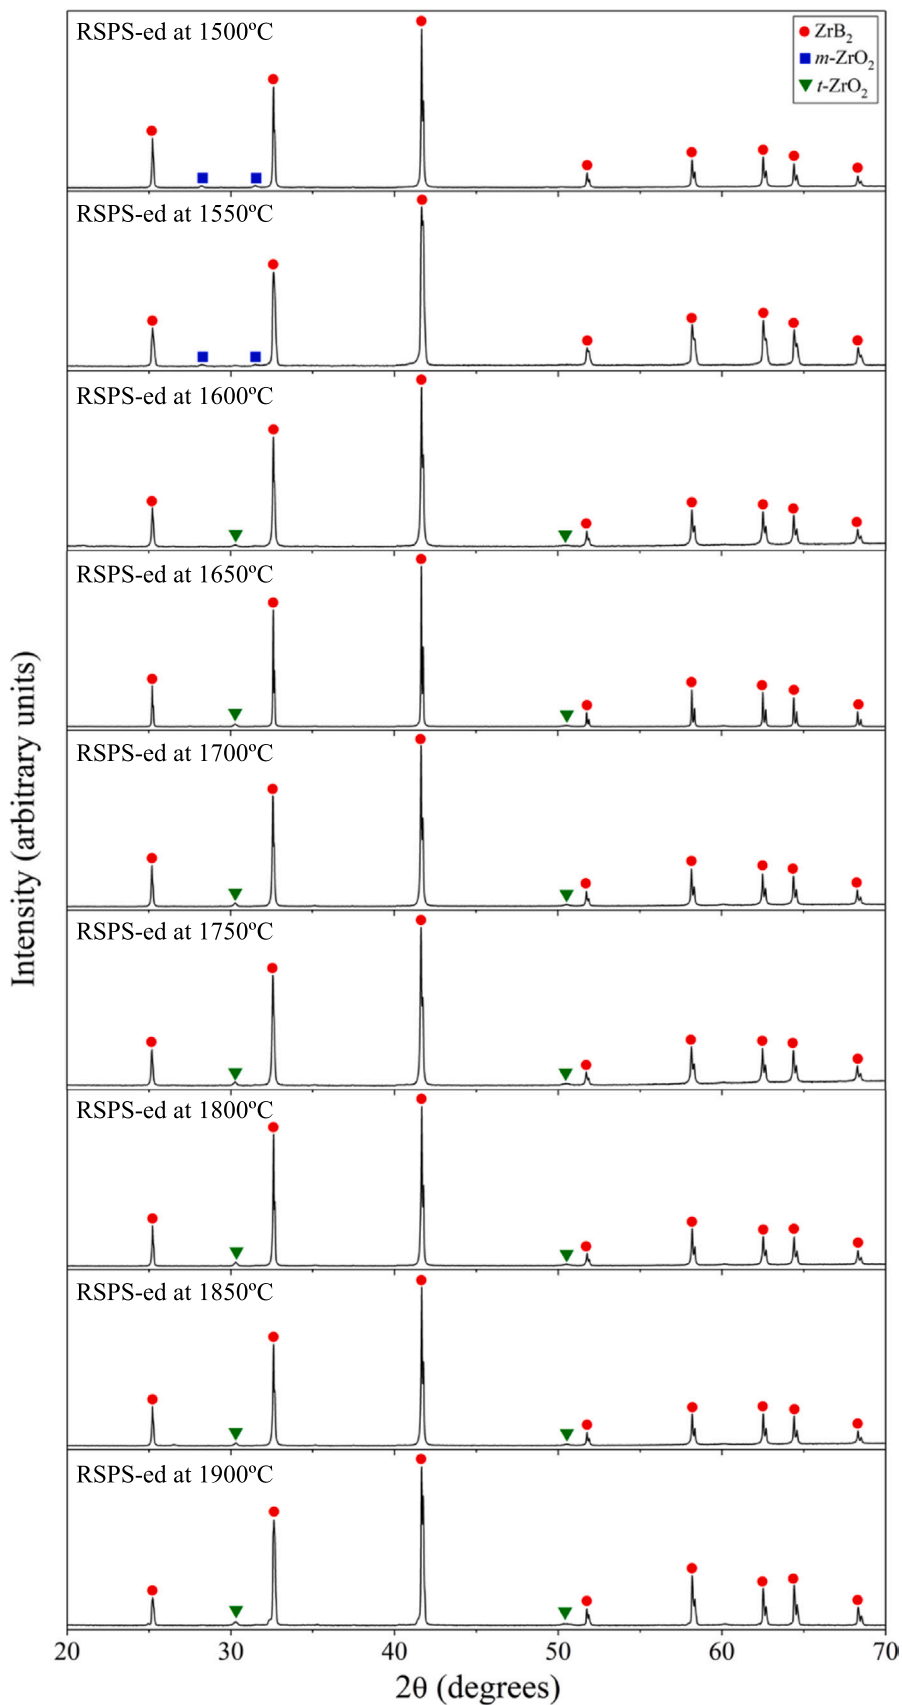 RSPS-ed at 1500ºC
ZrB₂
m-ZrO₂
t-ZrO₂
RSPS-ed at 1550ºC
RSPS-ed at 1600ºC
RSPS-ed at 1650ºC
RSPS-ed at 1700ºC
RSPS-ed at 1750ºC
RSPS-ed at 1800ºC
RSPS-ed at 1850ºC
RSPS-ed at 1900ºC
Intensity (arbitrary units)
20 30 40 50 60 70
2θ (degrees)